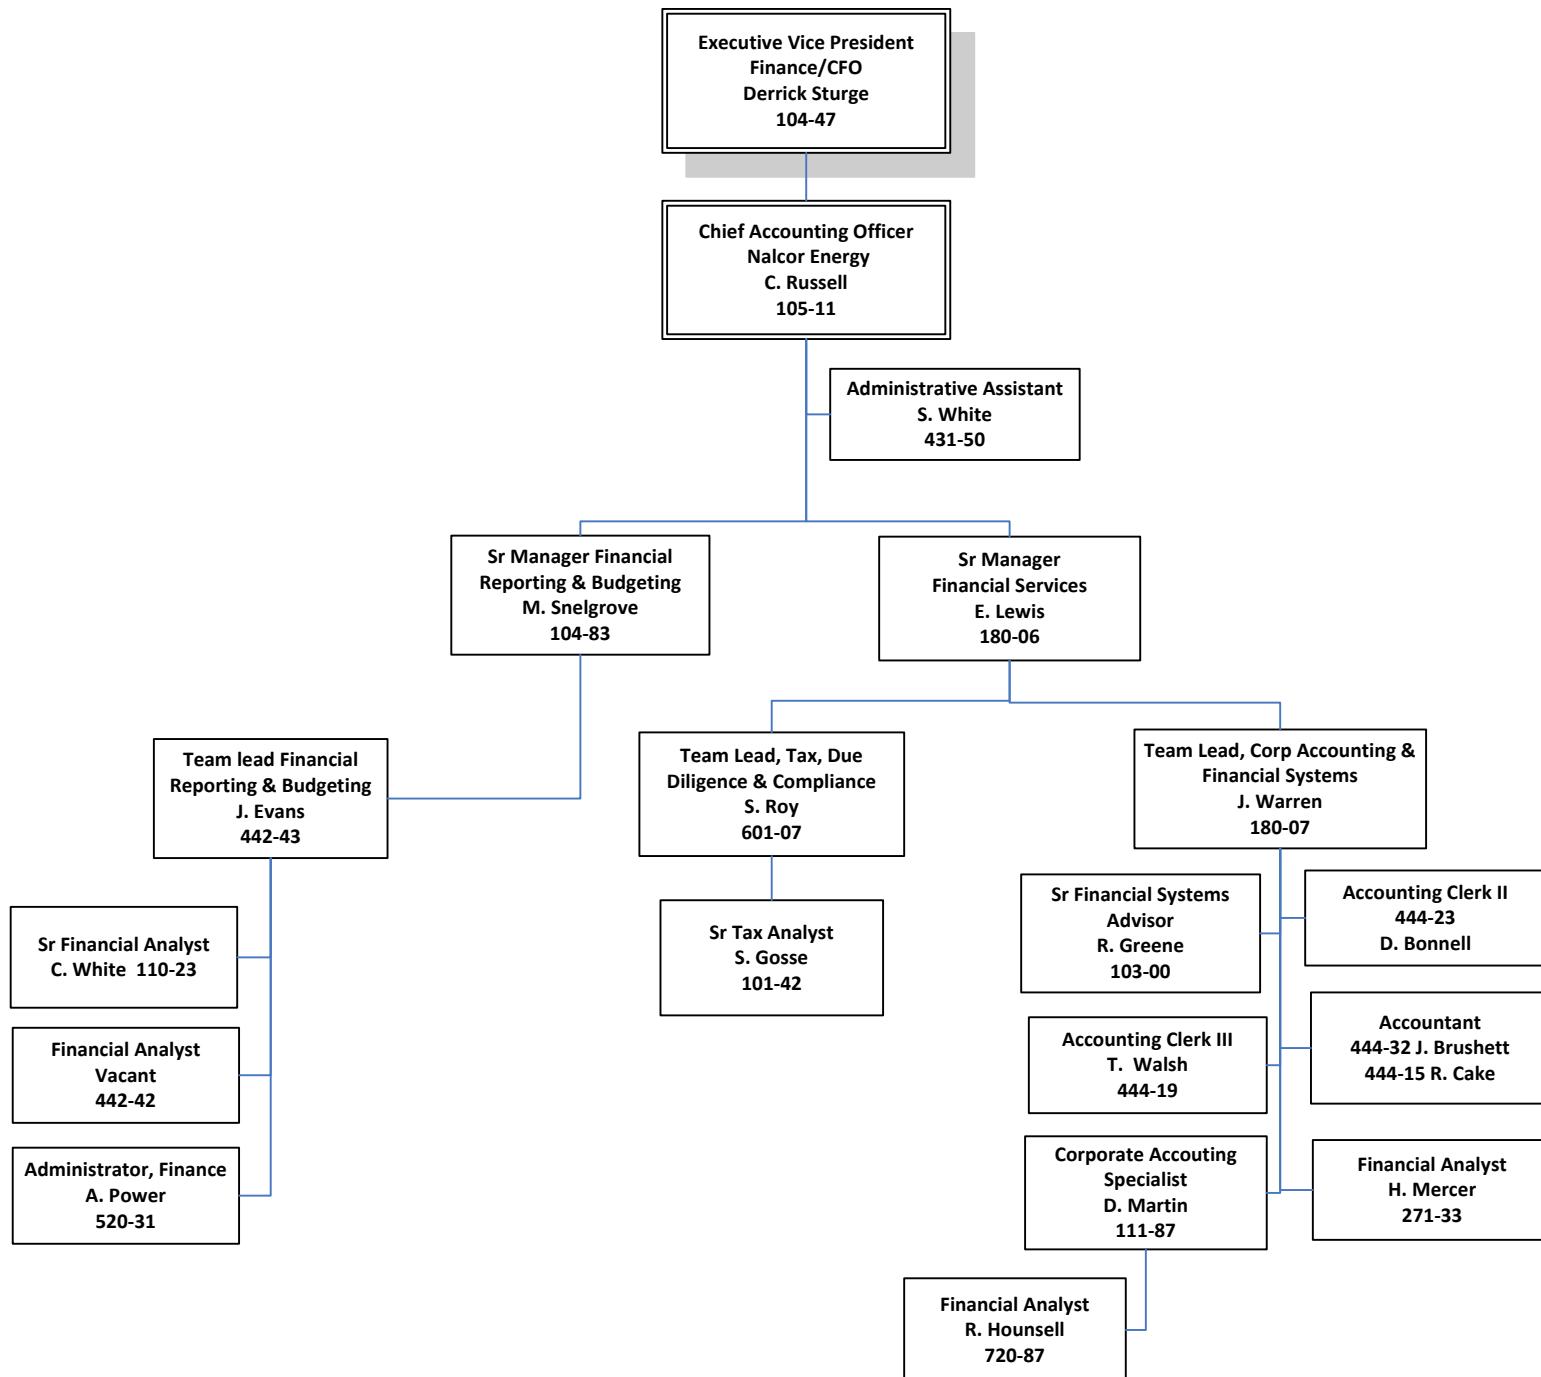 Executive Vice President
Finance/CFO
Derrick Sturge
104-47
Chief Accounting Officer
Nalcor Energy
C. Russell
105-11
Administrative Assistant
S. White
431-50
Sr Manager Financial
Reporting & Budgeting
M. Snelgrove
104-83
Sr Manager
Financial Services
E. Lewis
180-06
Team lead Financial
Reporting & Budgeting
J. Evans
442-43
Team Lead, Tax, Due
Diligence & Compliance
S. Roy
601-07
Team Lead, Corp Accounting &
Financial Systems
J. Warren
180-07
Sr Financial Analyst
C. White  110-23
Financial Analyst
Vacant
442-42
Administrator, Finance
A. Power
520-31
Sr Tax Analyst
S. Gosse
101-42
Sr Financial Systems
Advisor
R. Greene
103-00
Accounting Clerk II
444-23
D. Bonnell
Accounting Clerk III
T.  Walsh
444-19
Accountant
444-32 J. Brushett
444-15 R. Cake
Corporate Accouting
Specialist
D. Martin
111-87
Financial Analyst
H. Mercer
271-33
Financial Analyst
R. Hounsell
720-87